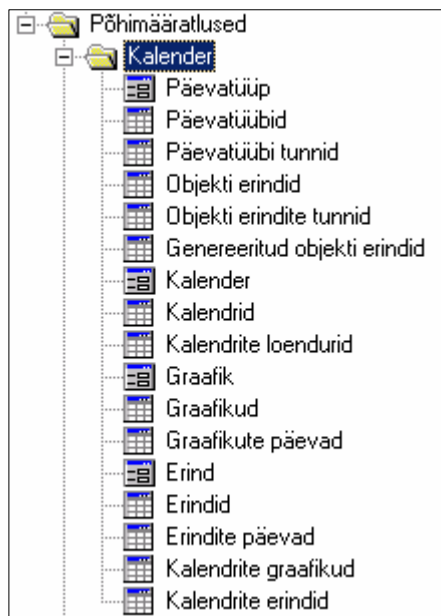 Põhimääratlused
Kalender
Päevatüüp
Päevatüübid
Päevatüübi tunnid
Objekti erindid
Objekti erindite tunnid
Genereeritud objekti erindid
Kalender
Kalendrid
Kalendrite loendurid
Graafik
Graafikud
Graafikute päevad
Erind
Erindid
Erindite päevad
Kalendrite graafikud
Kalendrite erindid